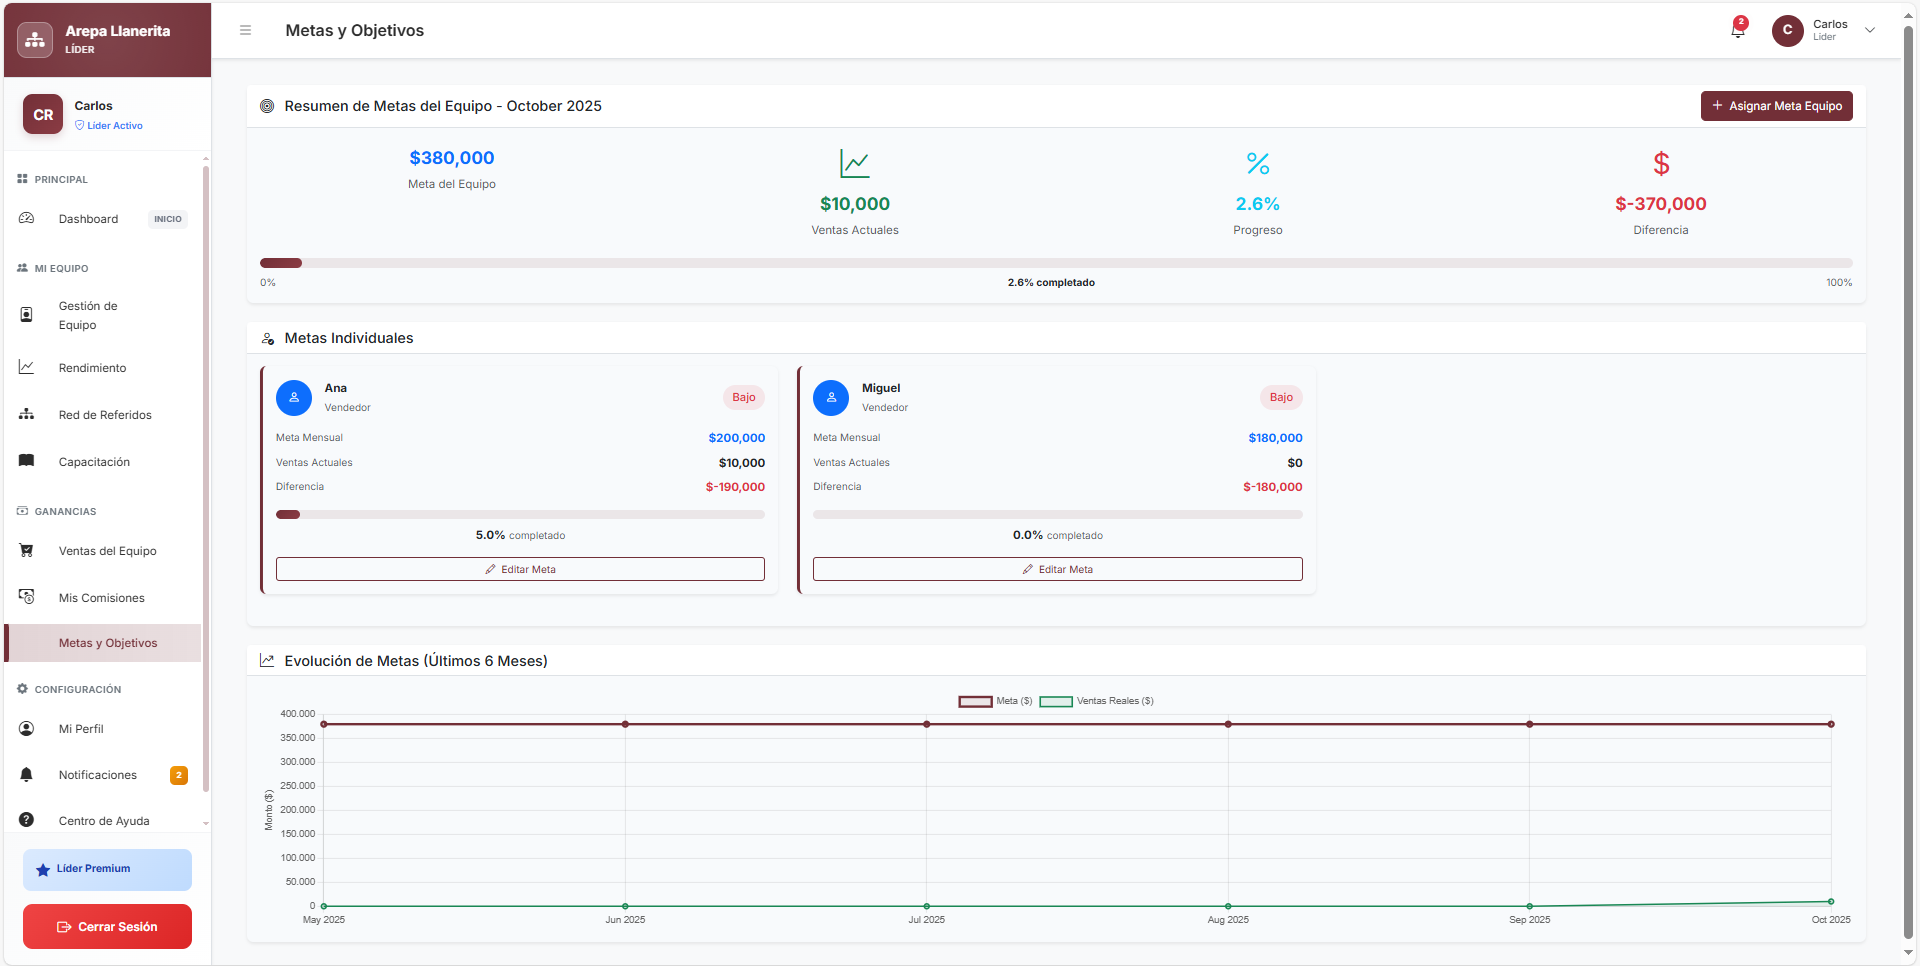 Arepa Llanerita
LÍDER
CR
Carlos
Líder Activo
PRINCIPAL
Dashboard
INICIO
MI EQUIPO
Gestión de
Equipo
Rendimiento
Red de Referidos
Capacitación
GANANCIAS
Ventas del Equipo
Mis Comisiones
Metas y Objetivos
CONFIGURACIÓN
Mi Perfil
Notificaciones
2
Centro de Ayuda
Líder Premium
Cerrar Sesión
Metas y Objetivos
2
C
Carlos
Líder
Resumen de Metas del Equipo - October 2025
Asignar Meta Equipo
$380,000
Meta del Equipo
$10,000
Ventas Actuales
%
2.6%
Progreso
$
$-370,000
Diferencia
0%
2.6% completado
100%
Metas Individuales
Ana
Vendedor
Bajo
Meta Mensual
$200,000
Ventas Actuales
$10,000
Diferencia
$-190,000
5.0% completado
Editar Meta
Miguel
Vendedor
Bajo
Meta Mensual
$180,000
Ventas Actuales
$0
Diferencia
$-180,000
0.0% completado
Editar Meta
Evolución de Metas (Últimos 6 Meses)
Meta ($)
Ventas Reales ($)
Monto ($)
400.000
350.000
300.000
250.000
200.000
150.000
100.000
50.000
0
May 2025
Jun 2025
Jul 2025
Aug 2025
Sep 2025
Oct 2025